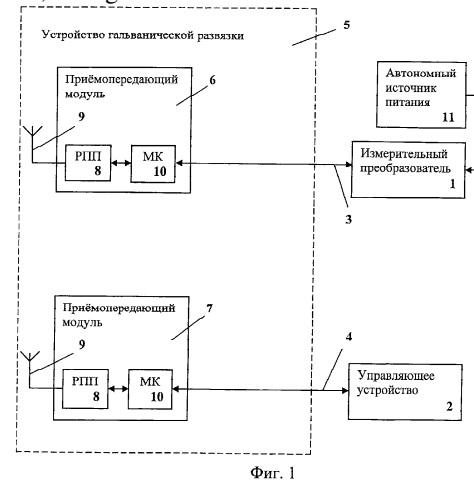 5
Устройство гальванической развязки
Приёмопередающий
модуль
6
Автономный
источник
питания
11
9
РПП
8
МК
10
Измерительный
преобразователь
1
3
Приёмопередающий
модуль
7
9
4
РПП
8
МК
10
Управляющее
устройство
2
Фиг. 1